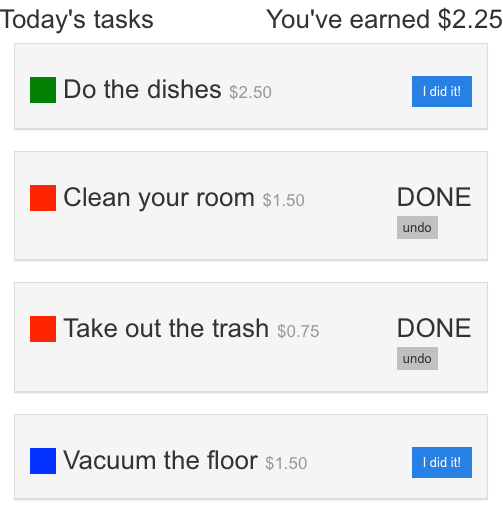 Today's tasks You've earned $2.25
Do the dishes $2.50 I did it!
Clean your room $1.50 DONE
undo
Take out the trash $0.75 DONE
undo
Vacuum the floor $1.50 I did it!